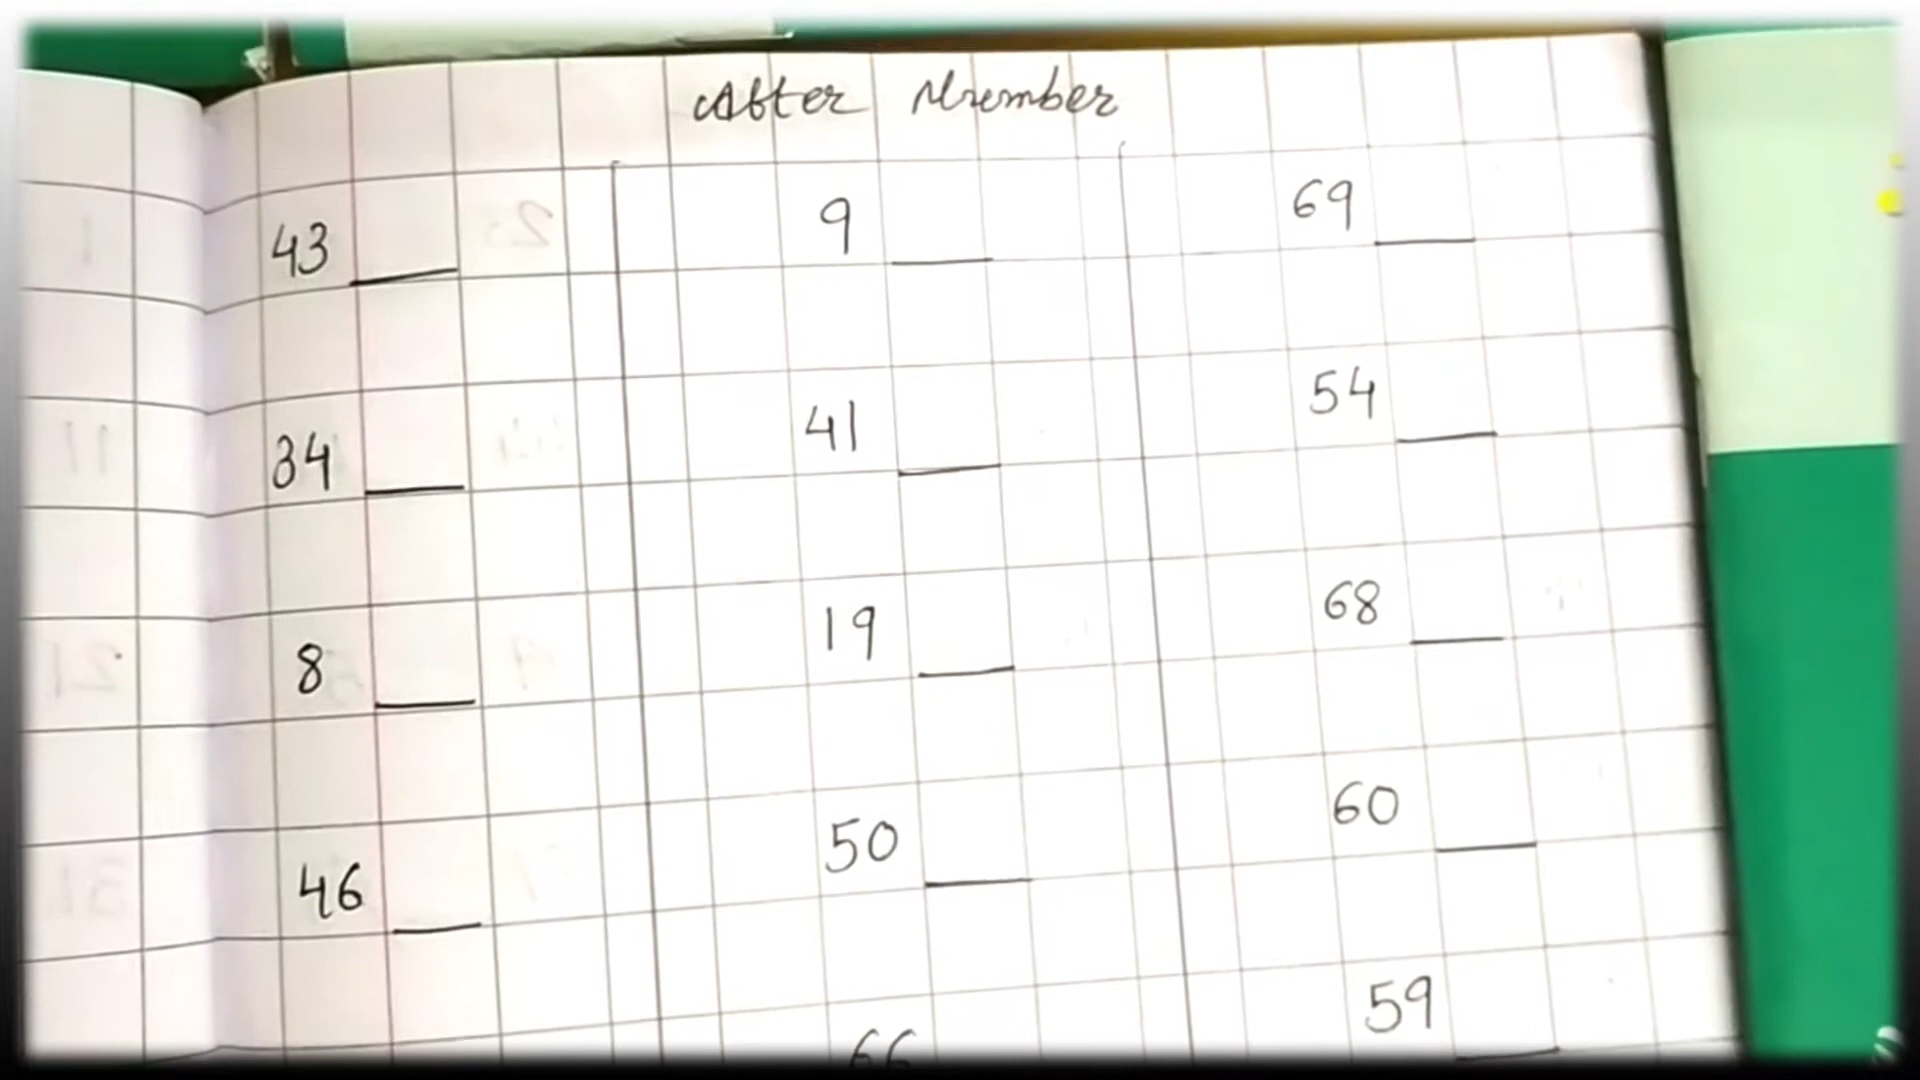 After Number
43 ___ 9 ___ 69 ___
34 ___ 41 ___ 54 ___
8 ___ 19 ___ 68 ___
46 ___ 50 ___ 60 ___
66 59 ___